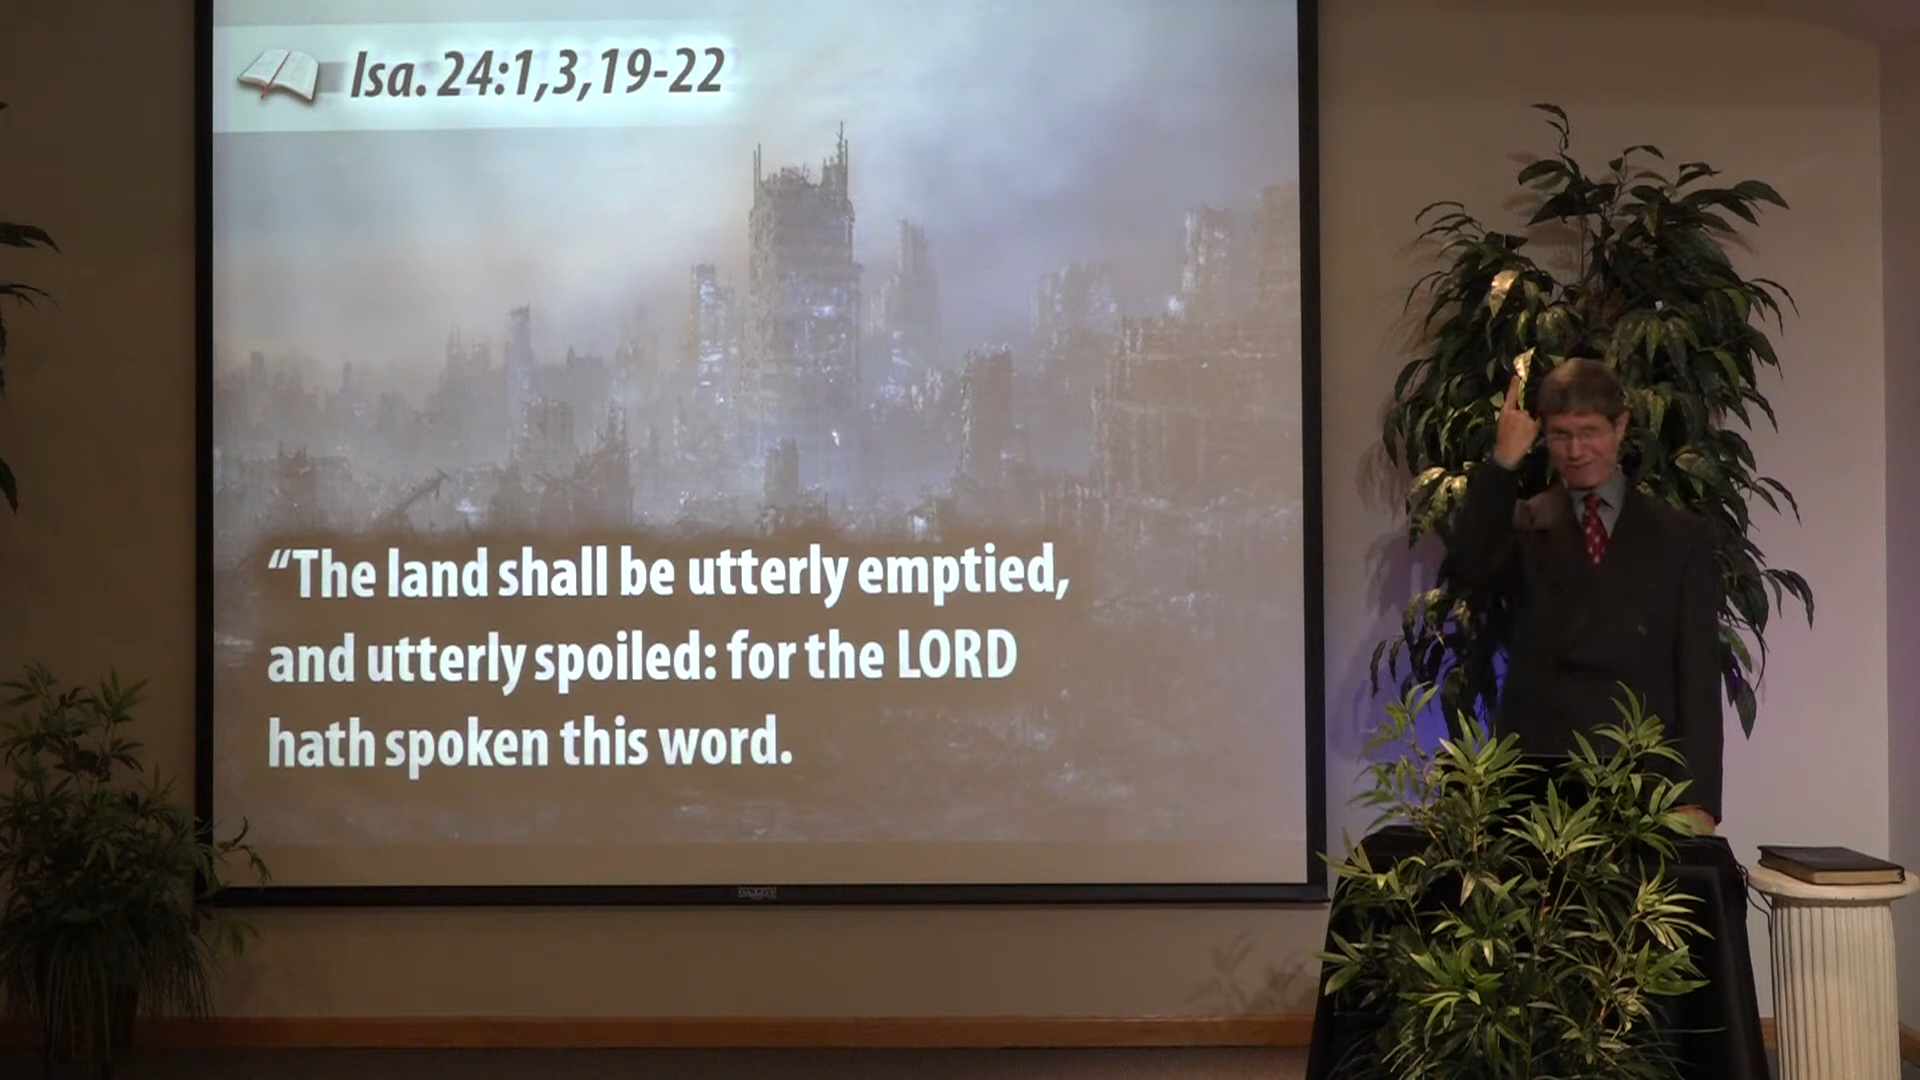 Isa. 24:1,3,19-22
“The land shall be utterly emptied,
and utterly spoiled: for the LORD
hath spoken this word.